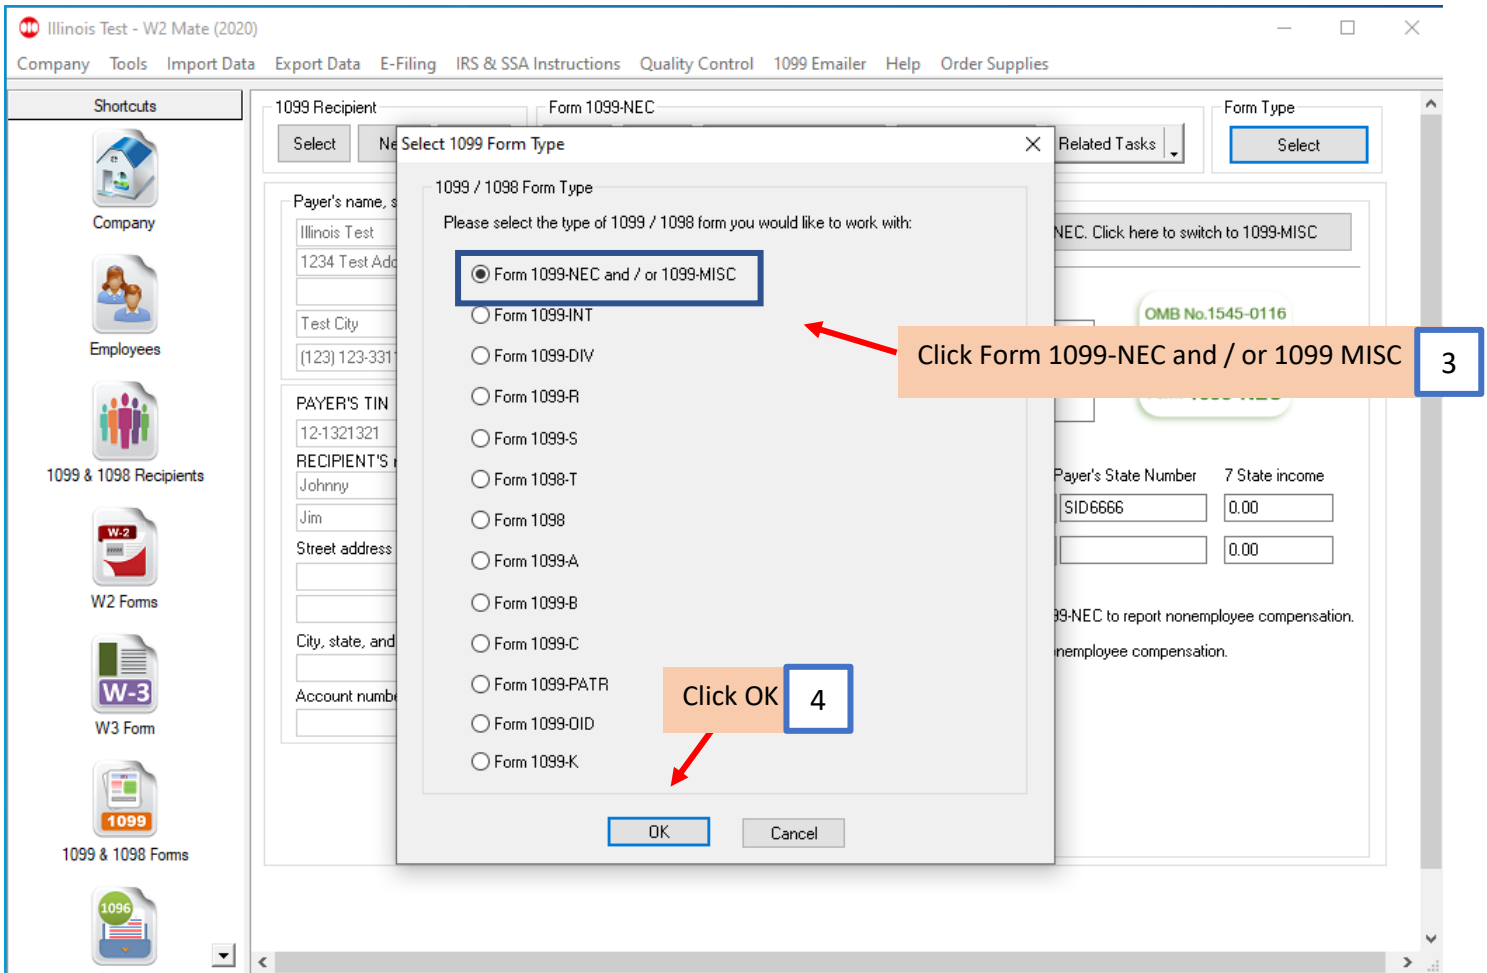 Illinois Test - W2 Mate (2020)
Company Tools Import Data Export Data E-Filing IRS & SSA Instructions Quality Control 1099 Emailer Help Order Supplies
Shortcuts
Company
Employees
1099 & 1098 Recipients
W-2
W2 Forms
W-3
W3 Form
1099
1099 & 1098 Forms
1096
1099 Recipient
Form 1099-NEC
Form Type
Select
Related Tasks
Select
Payer's name, s
Illinois Test
1234 Test Add
Test City
(123) 123-3311
PAYER'S TIN
12-1321321
RECIPIENT'S
Johnny
Jim
Street address
City, state, and
Account numbe
Select 1099 Form Type
1099 / 1098 Form Type
Please select the type of 1099 / 1098 form you would like to work with:
Form 1099-NEC and / or 1099-MISC
Form 1099-INT
Form 1099-DIV
Form 1099-R
Form 1099-S
Form 1098-T
Form 1098
Form 1099-A
Form 1099-B
Form 1099-C
Form 1099-PATR
Form 1099-OID
Form 1099-K
OK Cancel
Click Form 1099-NEC and / or 1099 MISC 3
Click OK 4
NEC. Click here to switch to 1099-MISC
OMB No.1545-0116
Payer's State Number 7 State income
SID6666 0.00
0.00
99-NEC to report nonemployee compensation.
nemployee compensation.